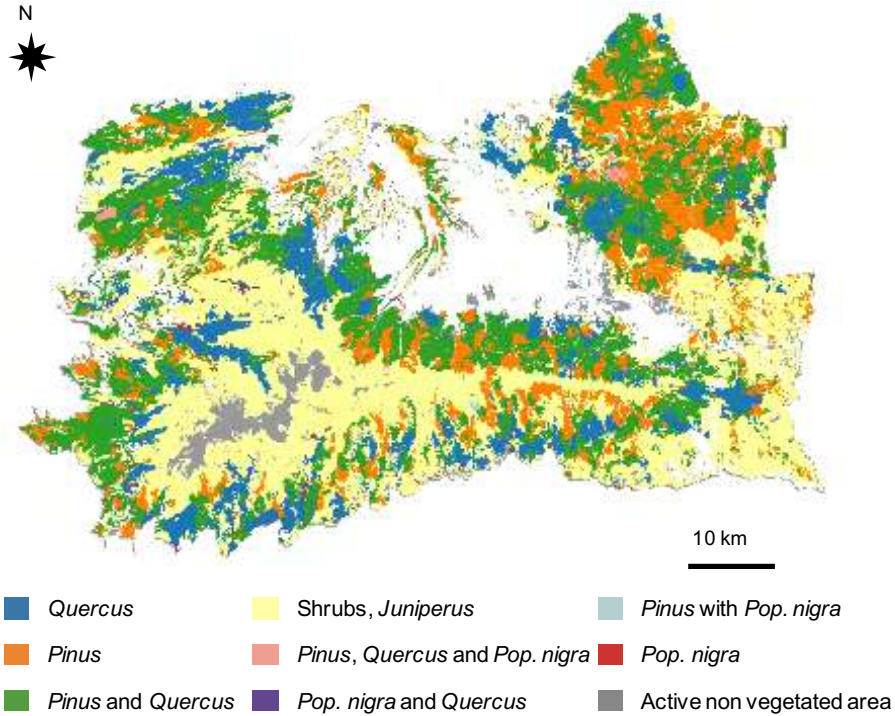 N
10 km
Quercus
Shrubs, Juniperus
Pinus with Pop. nigra
Pinus
Pinus, Quercus and Pop. nigra
Pop. nigra
Pinus and Quercus
Pop. nigra and Quercus
Active non vegetated area